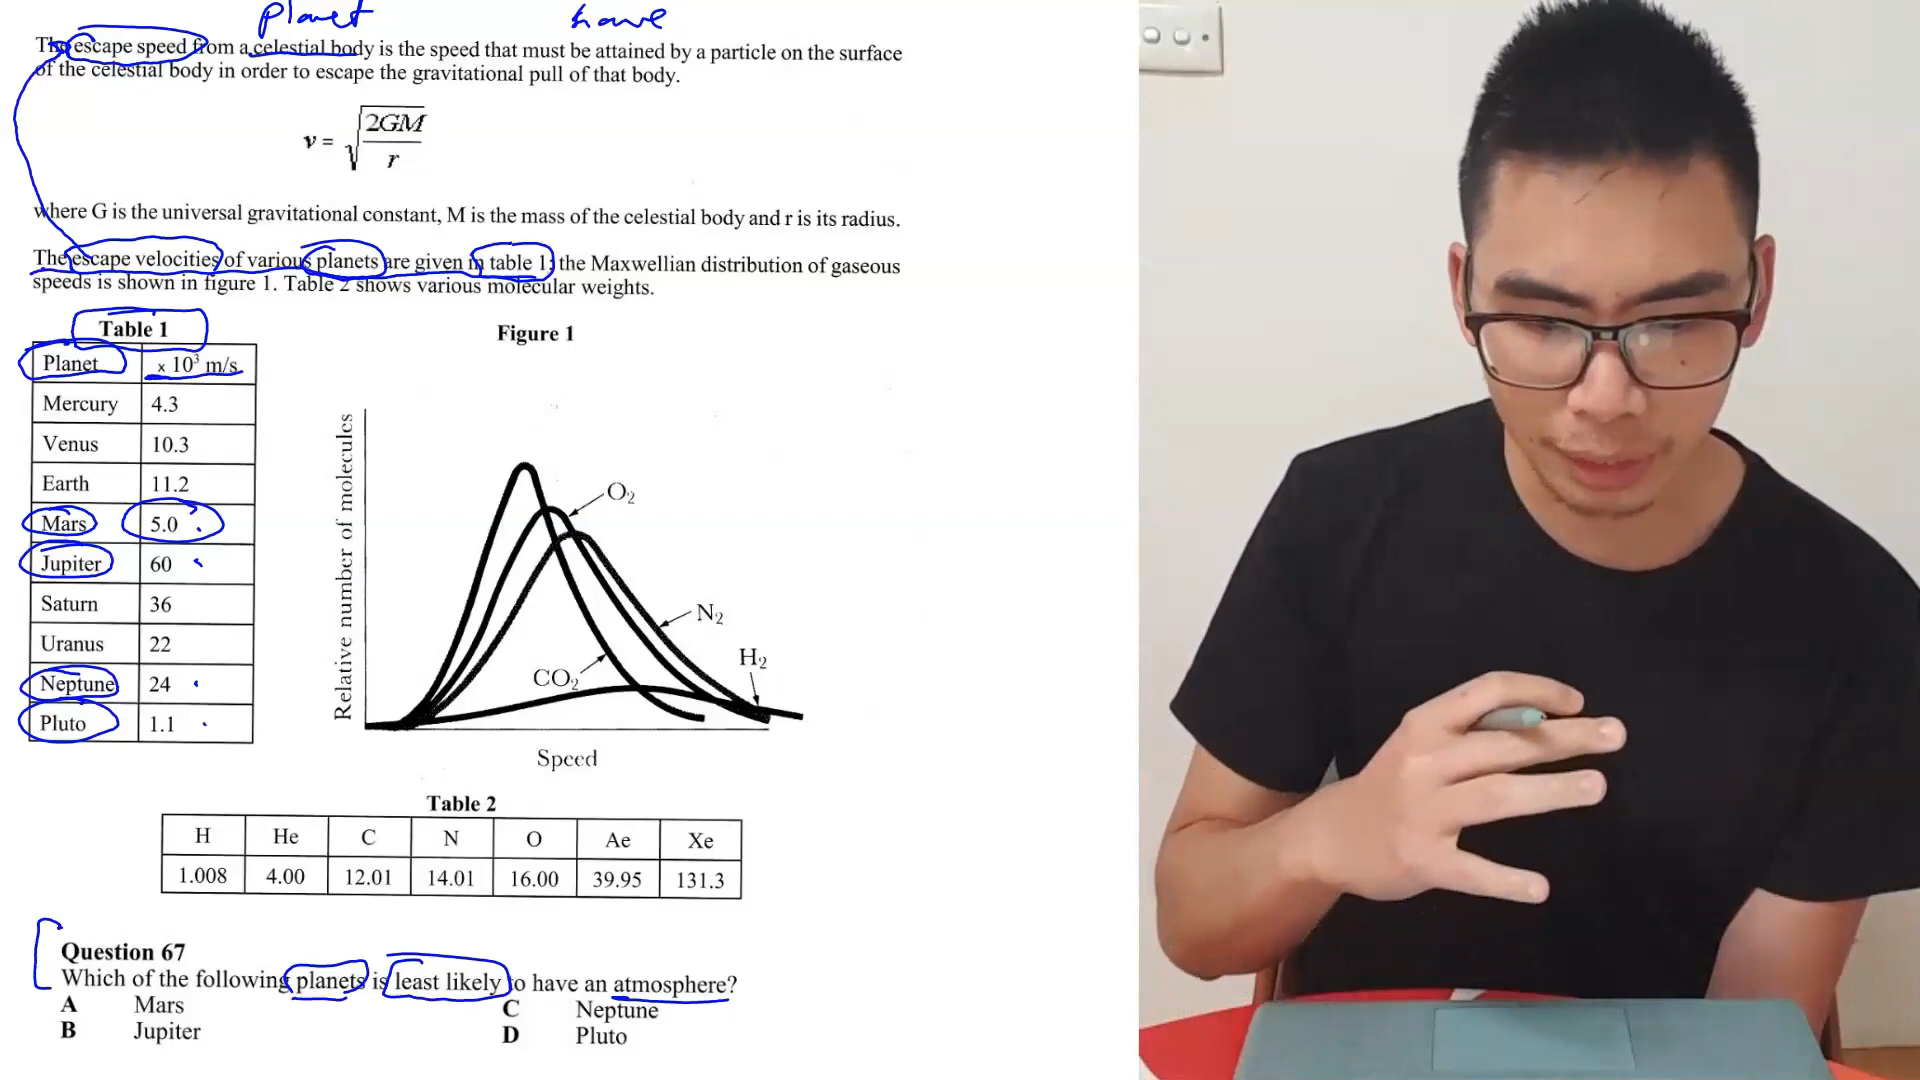 planet have
The escape speed from a celestial body is the speed that must be attained by a particle on the surface
of the celestial body in order to escape the gravitational pull of that body.
v = √(2GM / r)
where G is the universal gravitational constant, M is the mass of the celestial body and r is its radius.
The escape velocities of various planets are given in table 1; the Maxwellian distribution of gaseous
speeds is shown in figure 1. Table 2 shows various molecular weights.
Table 1
Planet x 10³ m/s
Mercury 4.3
Venus 10.3
Earth 11.2
Mars 5.0
Jupiter 60
Saturn 36
Uranus 22
Neptune 24
Pluto 1.1
Figure 1
Relative number of molecules
O₂
N₂
H₂
CO₂
Speed
Table 2
H He C N O Ae Xe
1.008 4.00 12.01 14.01 16.00 39.95 131.3
Question 67
Which of the following planets is least likely to have an atmosphere?
A Mars C Neptune
B Jupiter D Pluto